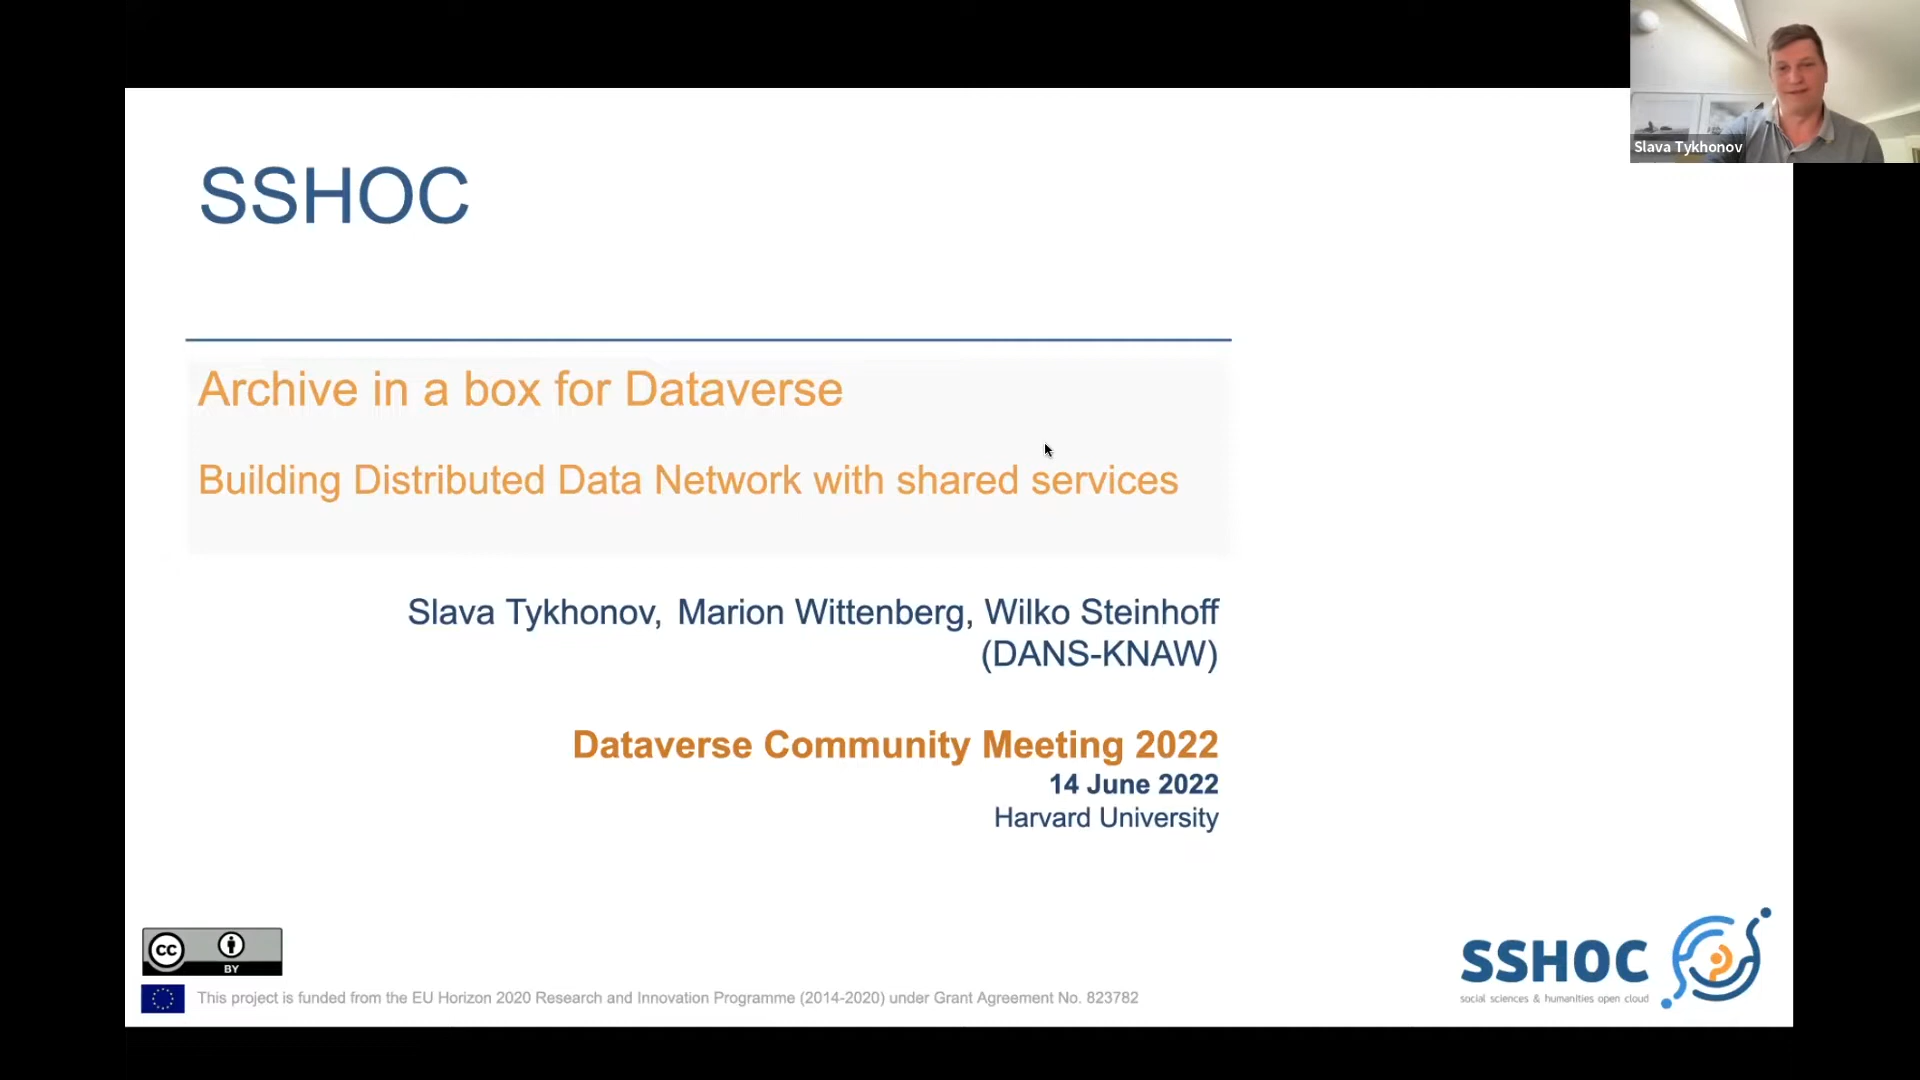 Slava Tykhonov
SSHOC
Archive in a box for Dataverse
Building Distributed Data Network with shared services
Slava Tykhonov, Marion Wittenberg, Wilko Steinhoff
(DANS-KNAW)
Dataverse Community Meeting 2022
14 June 2022
Harvard University
cc
BY
This project is funded from the EU Horizon 2020 Research and Innovation Programme (2014-2020) under Grant Agreement No. 823782
SSHOC
social sciences & humanities open cloud